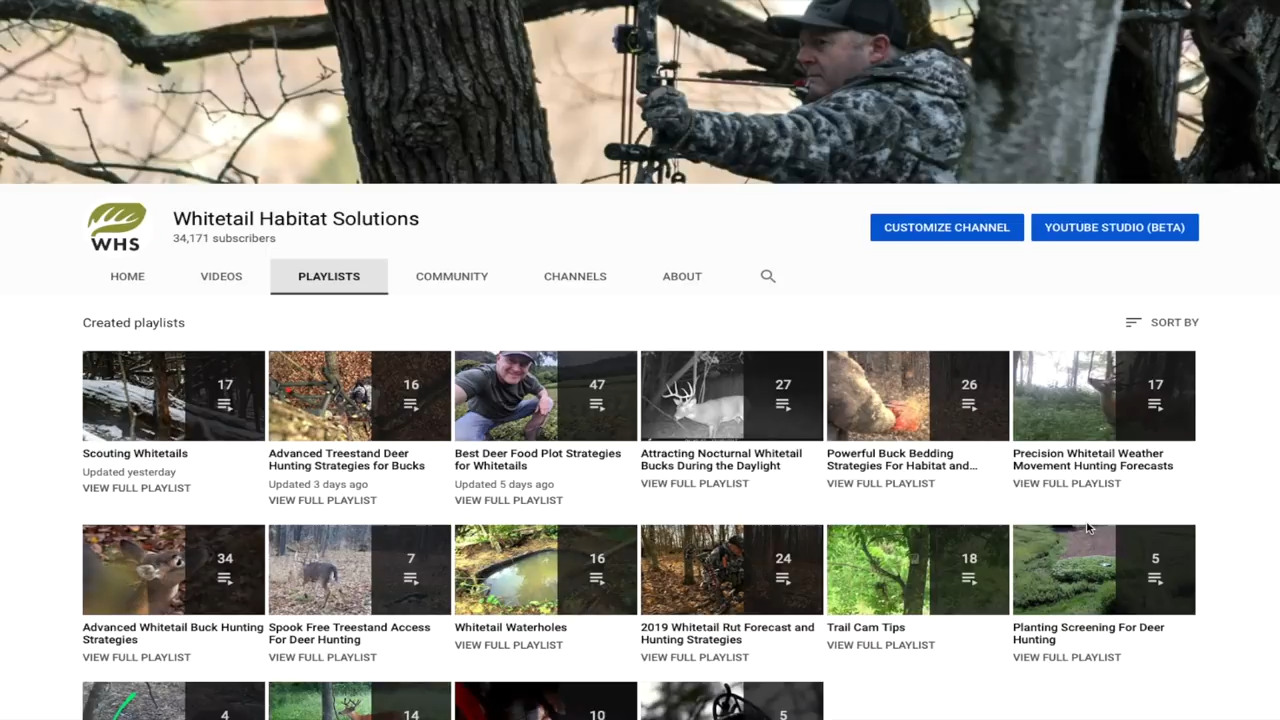 WHS
Whitetail Habitat Solutions
34,171 subscribers
CUSTOMIZE CHANNEL
YOUTUBE STUDIO (BETA)
HOME
VIDEOS
PLAYLISTS
COMMUNITY
CHANNELS
ABOUT
Created playlists
SORT BY
17
16
47
27
26
17
Scouting Whitetails
Updated yesterday
VIEW FULL PLAYLIST
Advanced Treestand Deer
Hunting Strategies for Bucks
Updated 3 days ago
VIEW FULL PLAYLIST
Best Deer Food Plot Strategies
for Whitetails
Updated 5 days ago
VIEW FULL PLAYLIST
Attracting Nocturnal Whitetail
Bucks During the Daylight
VIEW FULL PLAYLIST
Powerful Buck Bedding
Strategies For Habitat and...
VIEW FULL PLAYLIST
Precision Whitetail Weather
Movement Hunting Forecasts
VIEW FULL PLAYLIST
34
7
16
24
18
5
Advanced Whitetail Buck Hunting
Strategies
VIEW FULL PLAYLIST
Spook Free Treestand Access
For Deer Hunting
VIEW FULL PLAYLIST
Whitetail Waterholes
VIEW FULL PLAYLIST
2019 Whitetail Rut Forecast and
Hunting Strategies
VIEW FULL PLAYLIST
Trail Cam Tips
VIEW FULL PLAYLIST
Planting Screening For Deer
Hunting
VIEW FULL PLAYLIST
4
14
10
5